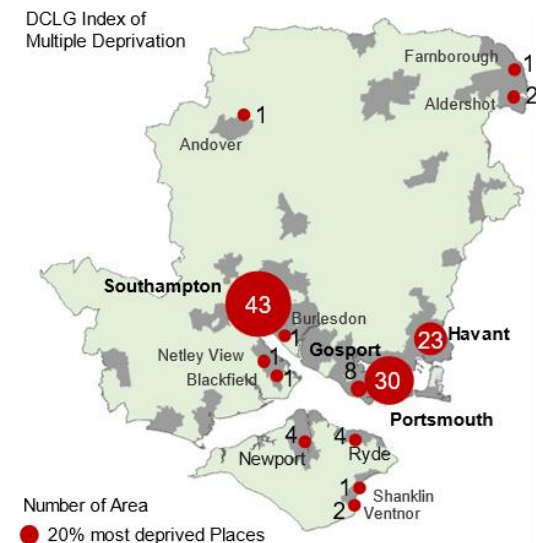 DCLG Index of
Multiple Deprivation
Farnborough
1
Aldershot
2
1
Andover
Southampton
43
Burlesdon
1
Havant
23
Gosport
8
30
Portsmouth
Netley View
1
Blackfield
1
4
Newport
4
Ryde
1
Shanklin
2
Ventnor
Number of Area
20% most deprived Places